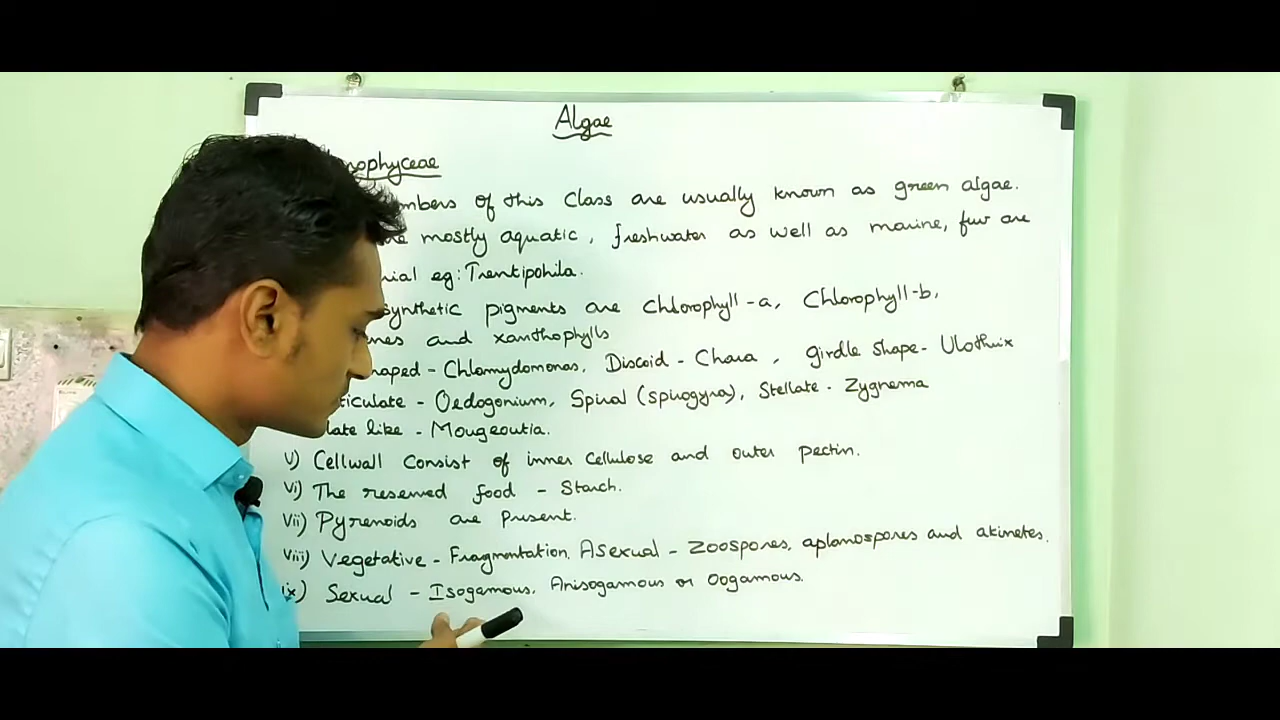 Algae
ophyceae
mbers of this Class are usually known as green algae.
mostly aquatic, freshwater as well as marine, few are
ial eg: Trentipohila.
synthetic pigments are chlorophyll-a, Chlorophyll-b,
nes and xanthophylls
haped - Chlamydomonas, Discoid - Chara, girdle shape - Ulothrix
ticulate - Oedogonium, Spiral (spirogyra), Stellate - Zygnema
late like - Mougeoutia.
v) Cellwall Consist of inner Cellulose and outer pectin.
vi) The reserved food - Starch.
vii) Pyrenoids are present.
viii) Vegetative - Fragmentation, Asexual - Zoospores, aplanospores and akinetes.
ix) Sexual - Isogamous, Anisogamous or Oogamous.